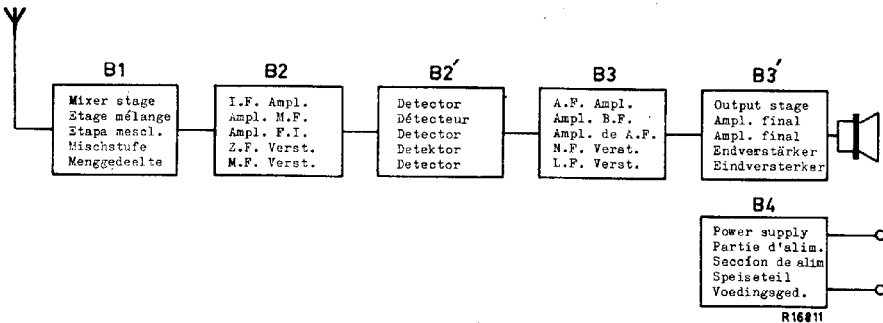 B1
Mixer stage
Etage mélange
Etapa mescl.
Mischstufe
Menggedeelte
B2
I.F. Ampl.
Ampl. M.F.
Ampl. F.I.
Z.F. Verst.
M.F. Verst.
B2´
Detector
Détecteur
Detector
Detektor
Detector
B3
A.F. Ampl.
Ampl. B.F.
Ampl. de A.F.
N.F. Verst.
L.F. Verst.
B3´
Output stage
Ampl. final
Ampl. final
Endverstärker
Eindversterker
B4
Power supply
Partie d'alim.
Seccion de alim
Speiseteil
Voedingsged.
R16811